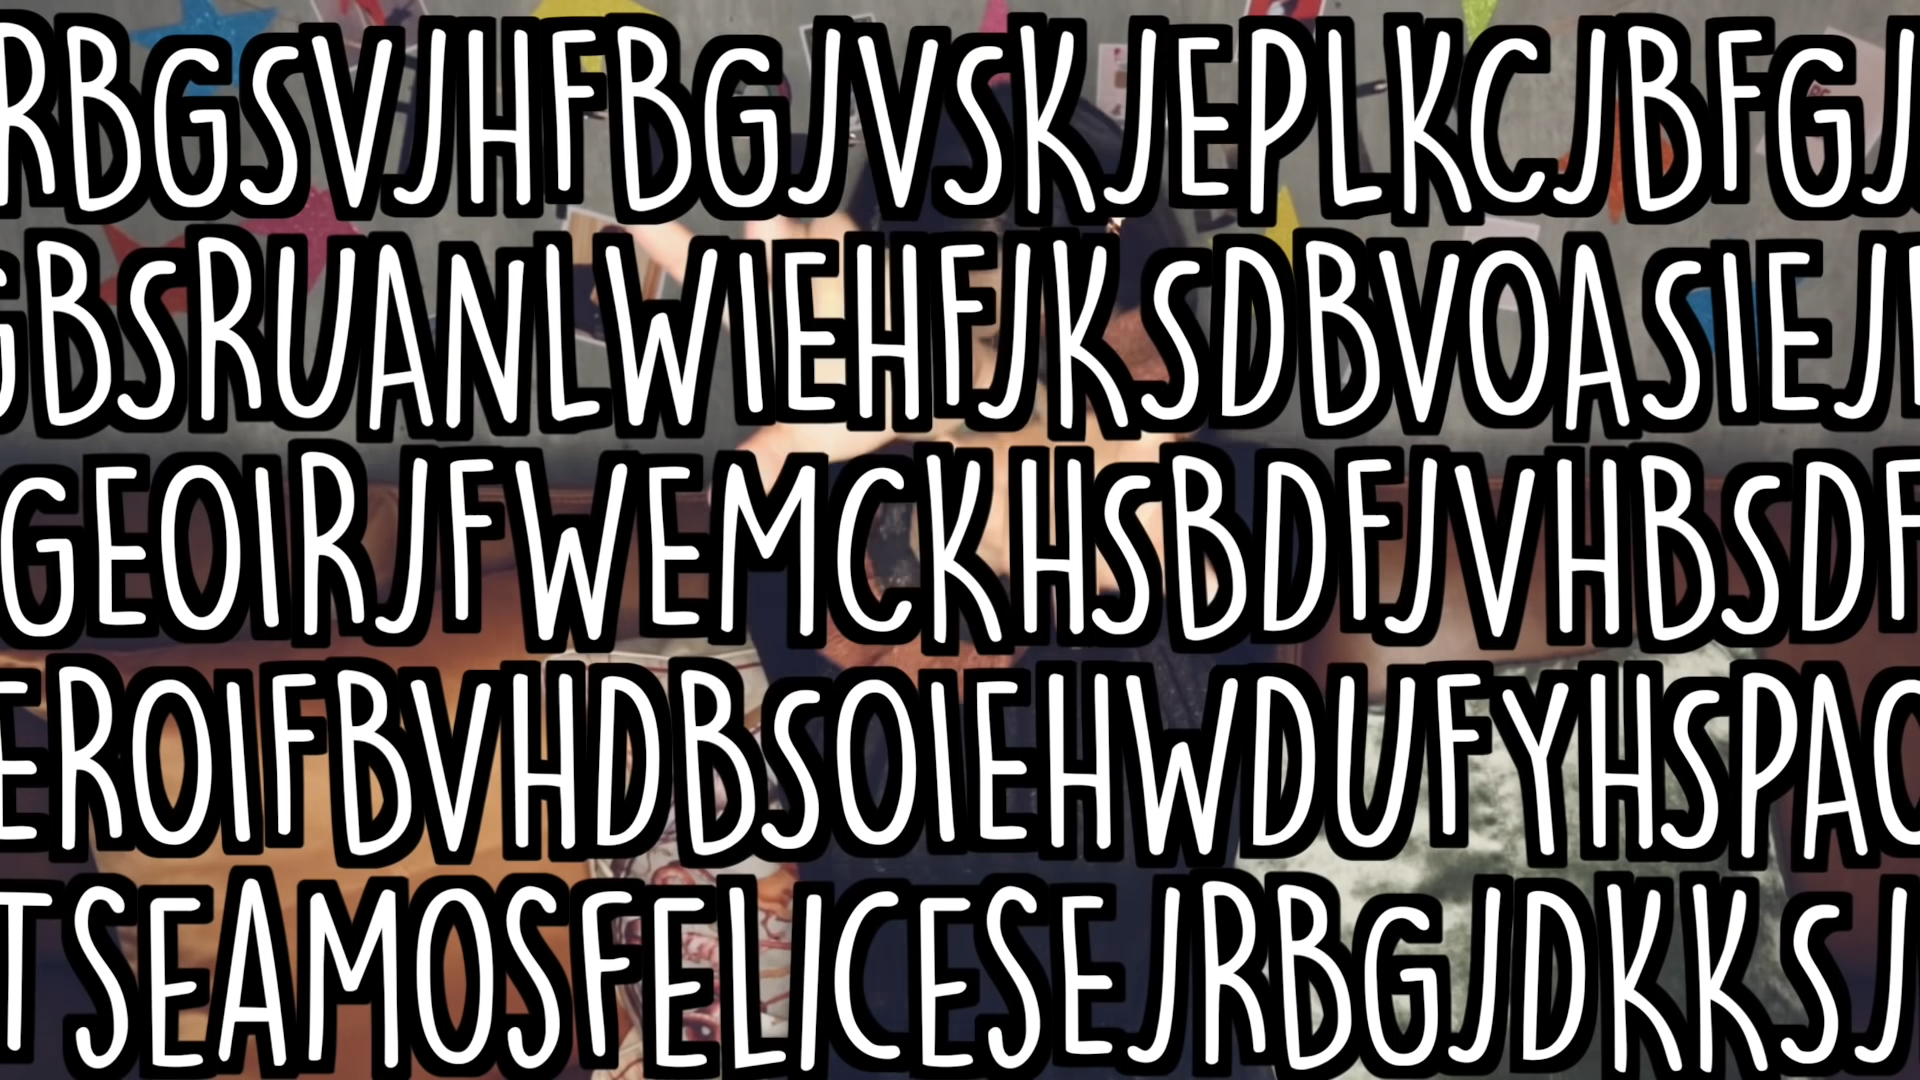 RBGSVJHFBGJVSKJEPLKCJBFGJ
GBSRUANLWIEHFJKSDBVOASIEJ
GEOIRJFWEMCKHSBDFJVHBSDF
EROIFBVHDBSOIEHWDUFYHSPAC
TSEAMOSFELICESEJRBGJDKKSJ